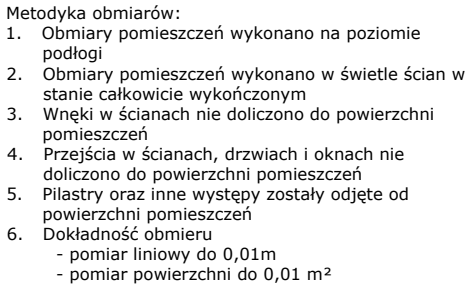 Metodyka obmiarów:
1. Obmiary pomieszczeń wykonano na poziomie
podłogi
2. Obmiary pomieszczeń wykonano w świetle ścian w
stanie całkowicie wykończonym
3. Wnęki w ścianach nie doliczono do powierzchni
pomieszczeń
4. Przejścia w ścianach, drzwiach i oknach nie
doliczono do powierzchni pomieszczeń
5. Pilastry oraz inne występy zostały odjęte od
powierzchni pomieszczeń
6. Dokładność obmieru
- pomiar liniowy do 0,01m
- pomiar powierzchni do 0,01 m²